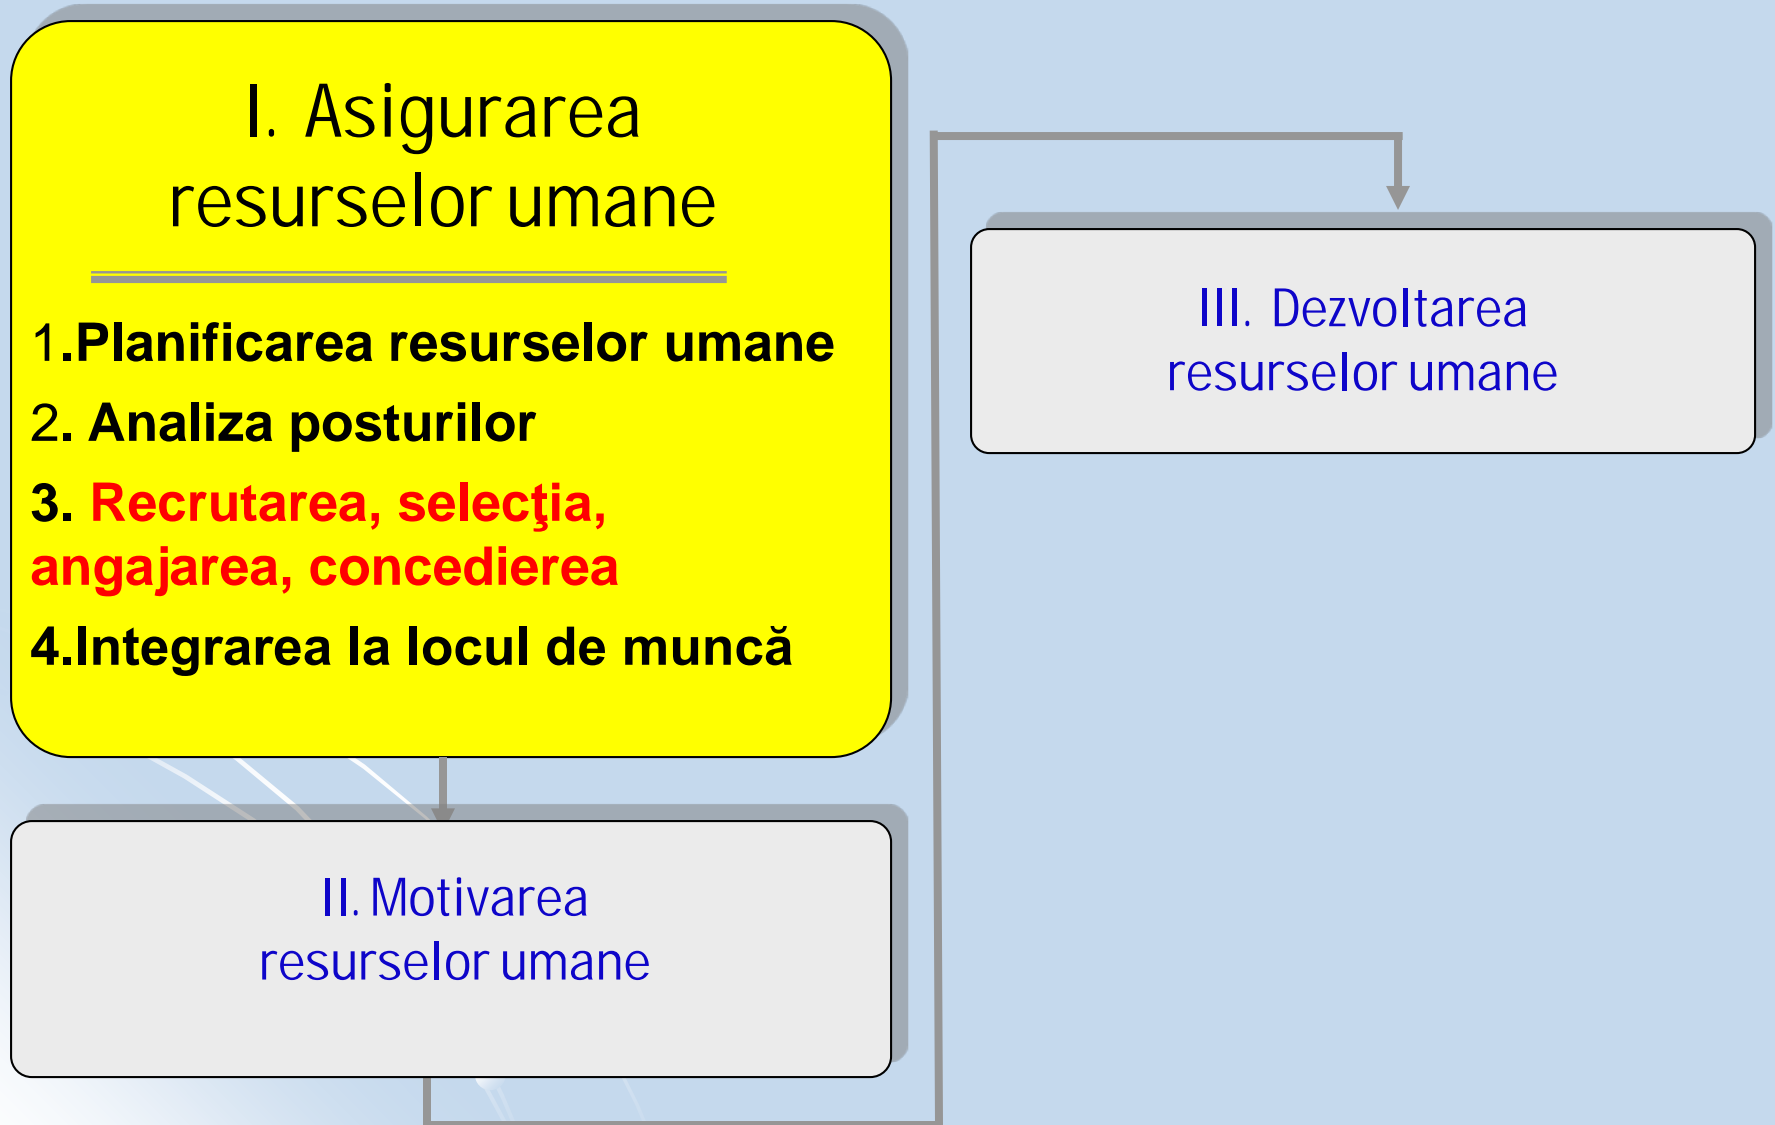 I. Asigurarea
resurselor umane
1.Planificarea resurselor umane
2. Analiza posturilor
3. Recrutarea, selecţia,
angajarea, concedierea
4.Integrarea la locul de muncă
II. Motivarea
resurselor umane
III. Dezvoltarea
resurselor umane